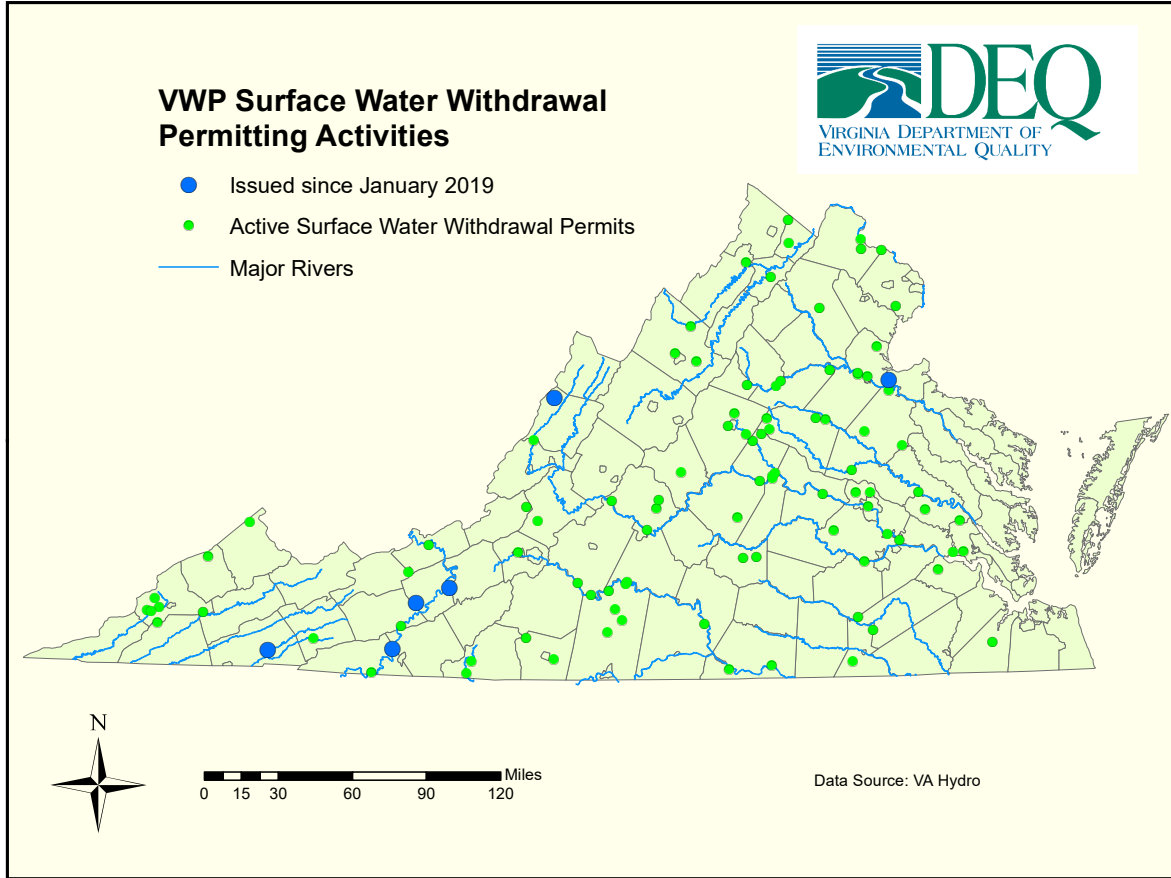 VWP Surface Water Withdrawal
Permitting Activities
Issued since January 2019
Active Surface Water Withdrawal Permits
Major Rivers
DEQ
VIRGINIA DEPARTMENT OF
ENVIRONMENTAL QUALITY
N
Miles
0 15 30 60 90 120
Data Source: VA Hydro